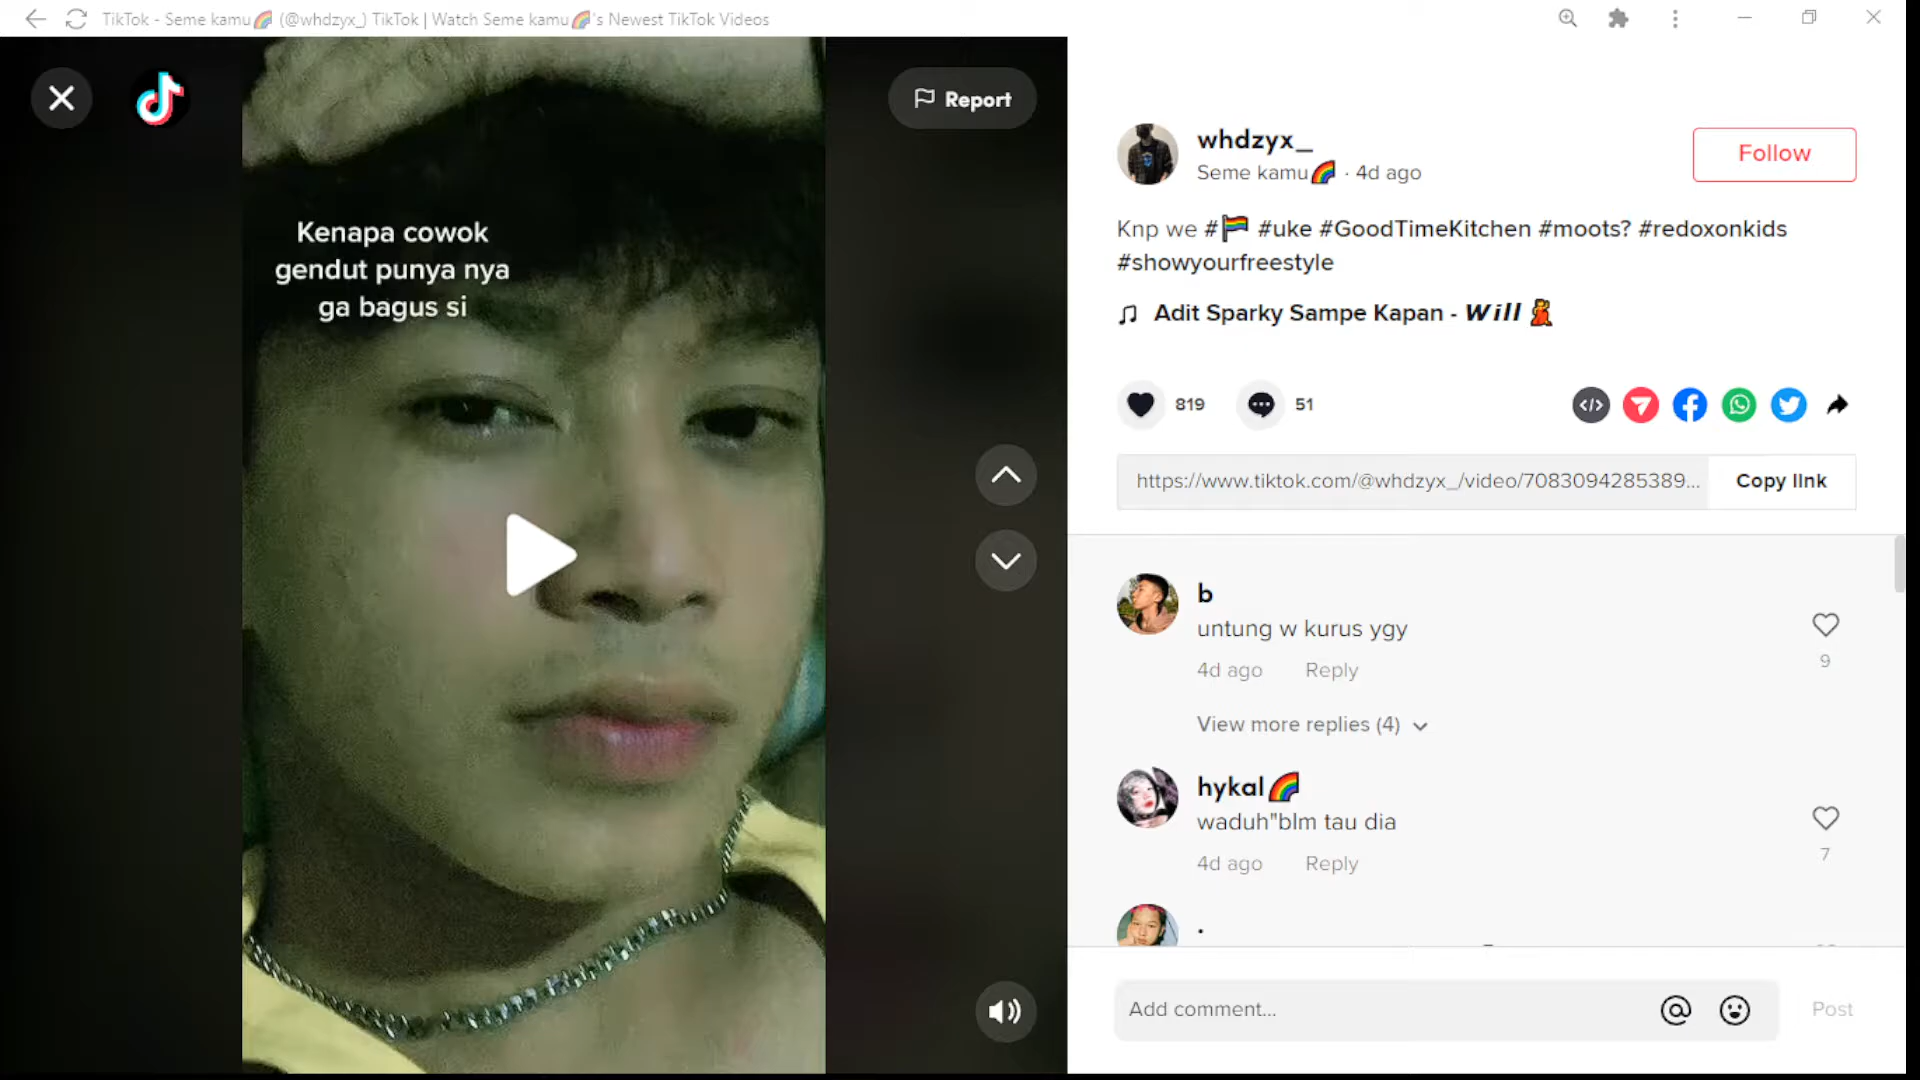 TikTok - Seme kamu🌈 (@whdzyx_) TikTok | Watch Seme kamu🌈's Newest TikTok Videos
Report
Kenapa cowok
gendut punya nya
ga bagus si
whdzyx_
Seme kamu🌈 · 4d ago
Follow
Knp we #🏳️‍🌈 #uke #GoodTimeKitchen #moots? #redoxonkids
#showyourfreestyle
Adit Sparky Sampe Kapan - Will💃
819
51
https://www.tiktok.com/@whdzyx_/video/7083094285389...
Copy link
b
untung w kurus ygy
9
4d ago Reply
View more replies (4)
hykal🌈
waduh"blm tau dia
7
4d ago Reply
.
Add comment...
Post